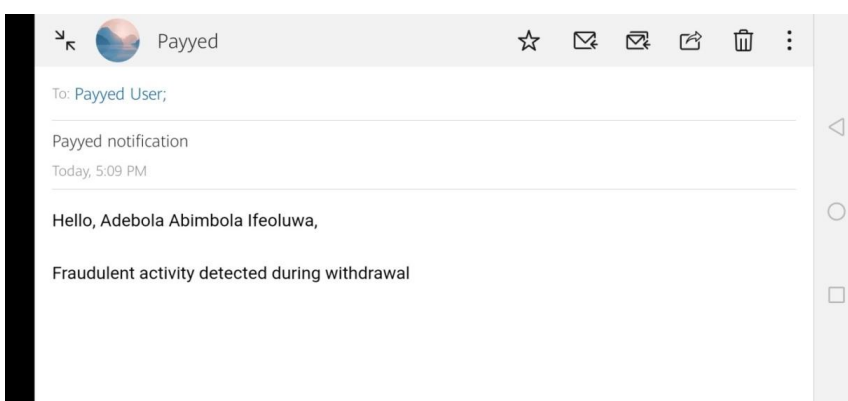 Payyed
To: Payyed User;
Payyed notification
Today, 5:09 PM
Hello, Adebola Abimbola Ifeoluwa,
Fraudulent activity detected during withdrawal